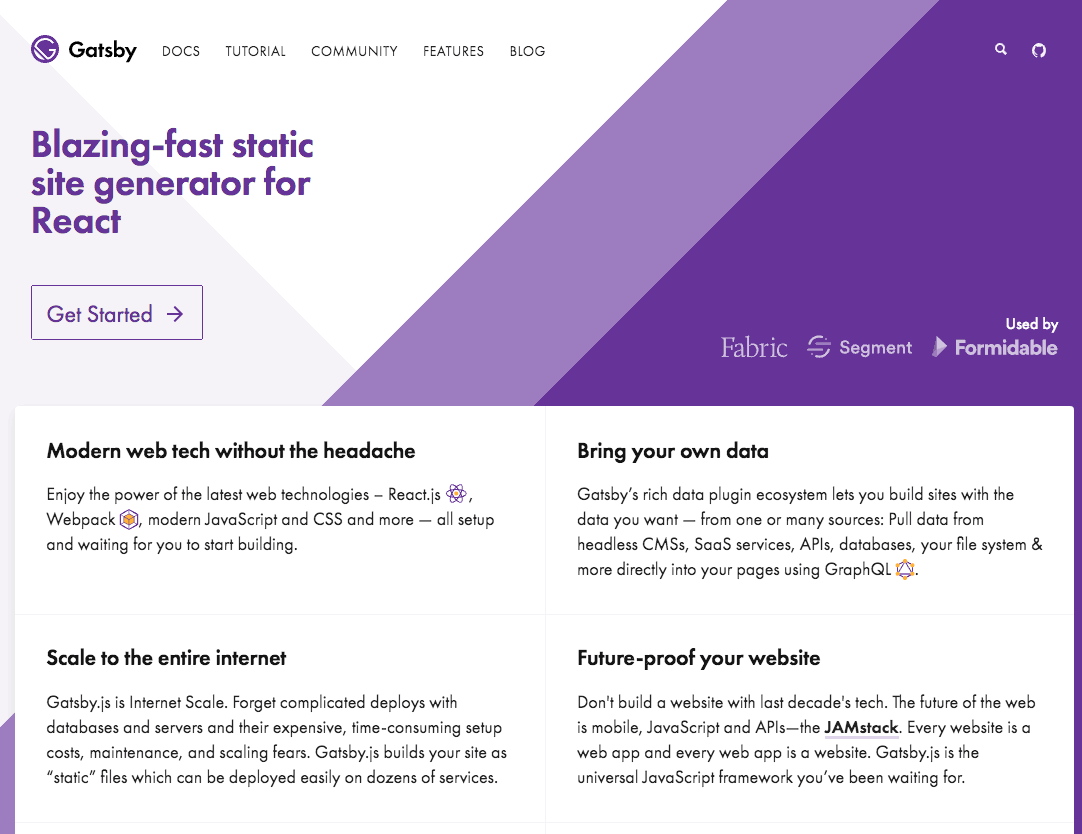 Gatsby DOCS TUTORIAL COMMUNITY FEATURES BLOG
Blazing-fast static
site generator for
React
Get Started →
Used by
Fabric Segment Formidable
Modern web tech without the headache
Enjoy the power of the latest web technologies – React.js ,
Webpack , modern JavaScript and CSS and more — all setup
and waiting for you to start building.
Bring your own data
Gatsby’s rich data plugin ecosystem lets you build sites with the
data you want — from one or many sources: Pull data from
headless CMSs, SaaS services, APIs, databases, your file system &
more directly into your pages using GraphQL .
Scale to the entire internet
Gatsby.js is Internet Scale. Forget complicated deploys with
databases and servers and their expensive, time-consuming setup
costs, maintenance, and scaling fears. Gatsby.js builds your site as
“static” files which can be deployed easily on dozens of services.
Future-proof your website
Don't build a website with last decade's tech. The future of the web
is mobile, JavaScript and APIs—the JAMstack. Every website is a
web app and every web app is a website. Gatsby.js is the
universal JavaScript framework you’ve been waiting for.